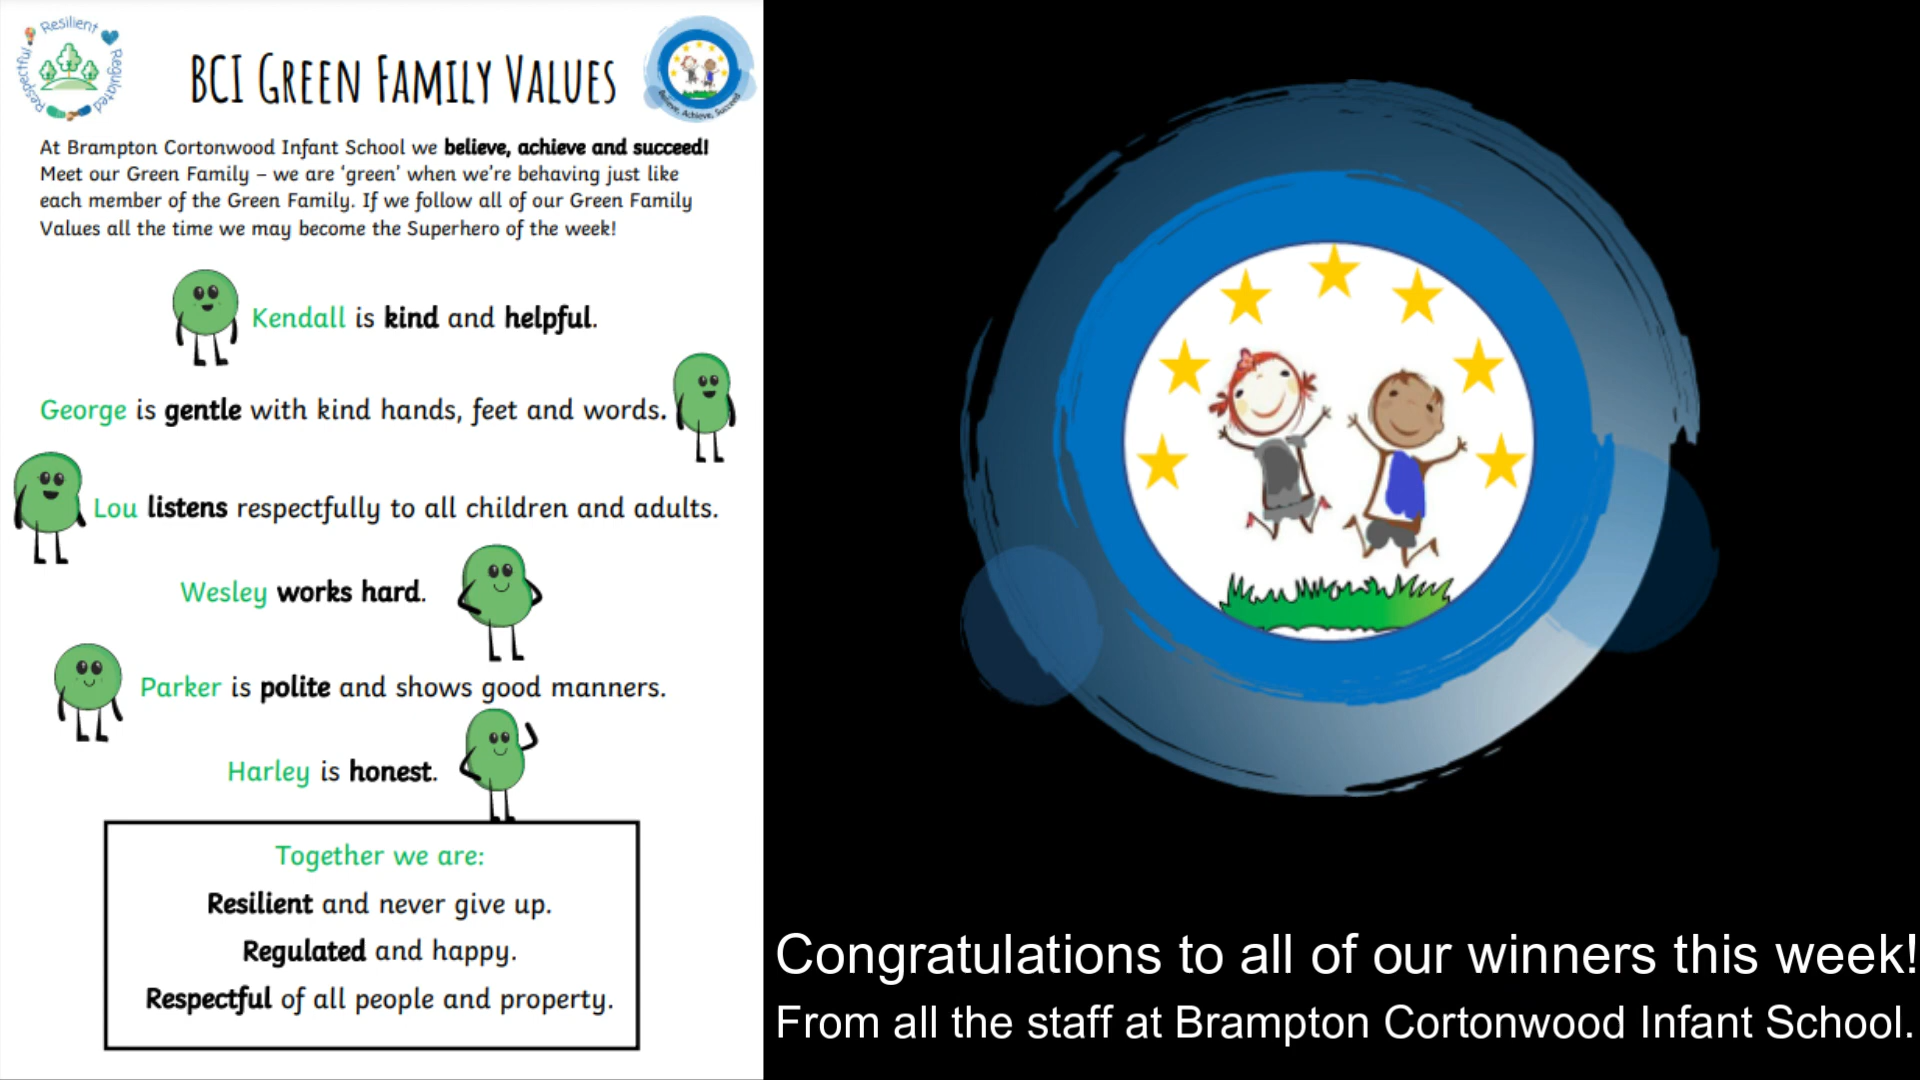 Resilient
Respectful
Regulated
BCI Green Family Values
Believe, Achieve, Succeed
At Brampton Cortonwood Infant School we believe, achieve and succeed!
Meet our Green Family – we are ‘green’ when we’re behaving just like
each member of the Green Family. If we follow all of our Green Family
Values all the time we may become the Superhero of the week!
Kendall is kind and helpful.
George is gentle with kind hands, feet and words.
Lou listens respectfully to all children and adults.
Wesley works hard.
Parker is polite and shows good manners.
Harley is honest.
Together we are:
Resilient and never give up.
Regulated and happy.
Respectful of all people and property.
Congratulations to all of our winners this week!
From all the staff at Brampton Cortonwood Infant School.